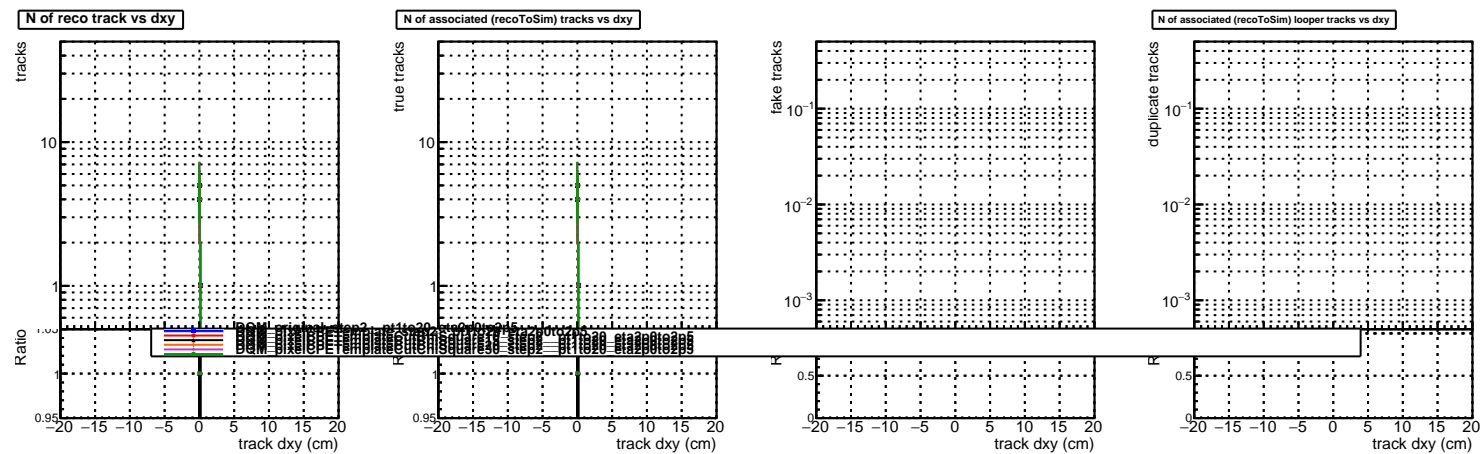 N of reco track vs dxy
N of associated (recoToSim) tracks vs dxy
N of associated (recoToSim) looper tracks vs dxy
tracks
10
1
Ratio
1
0.95
−20 −15 −10 −5 0 5 10 15 20
track dxy (cm)
true tracks
10
1
1
0.95
−20 −15 −10 −5 0 5 10 15 20
track dxy (cm)
fake tracks
10−1
10−2
10−3
0.5
0
−20 −15 −10 −5 0 5 10 15 20
track dxy (cm)
duplicate tracks
10−1
10−2
10−3
0.5
0
−20 −15 −10 −5 0 5 10 15 20
track dxy (cm)
DQM_pixelCPETemplateCutChiSquare50_step2__pt1to20_eta2p0to2p5